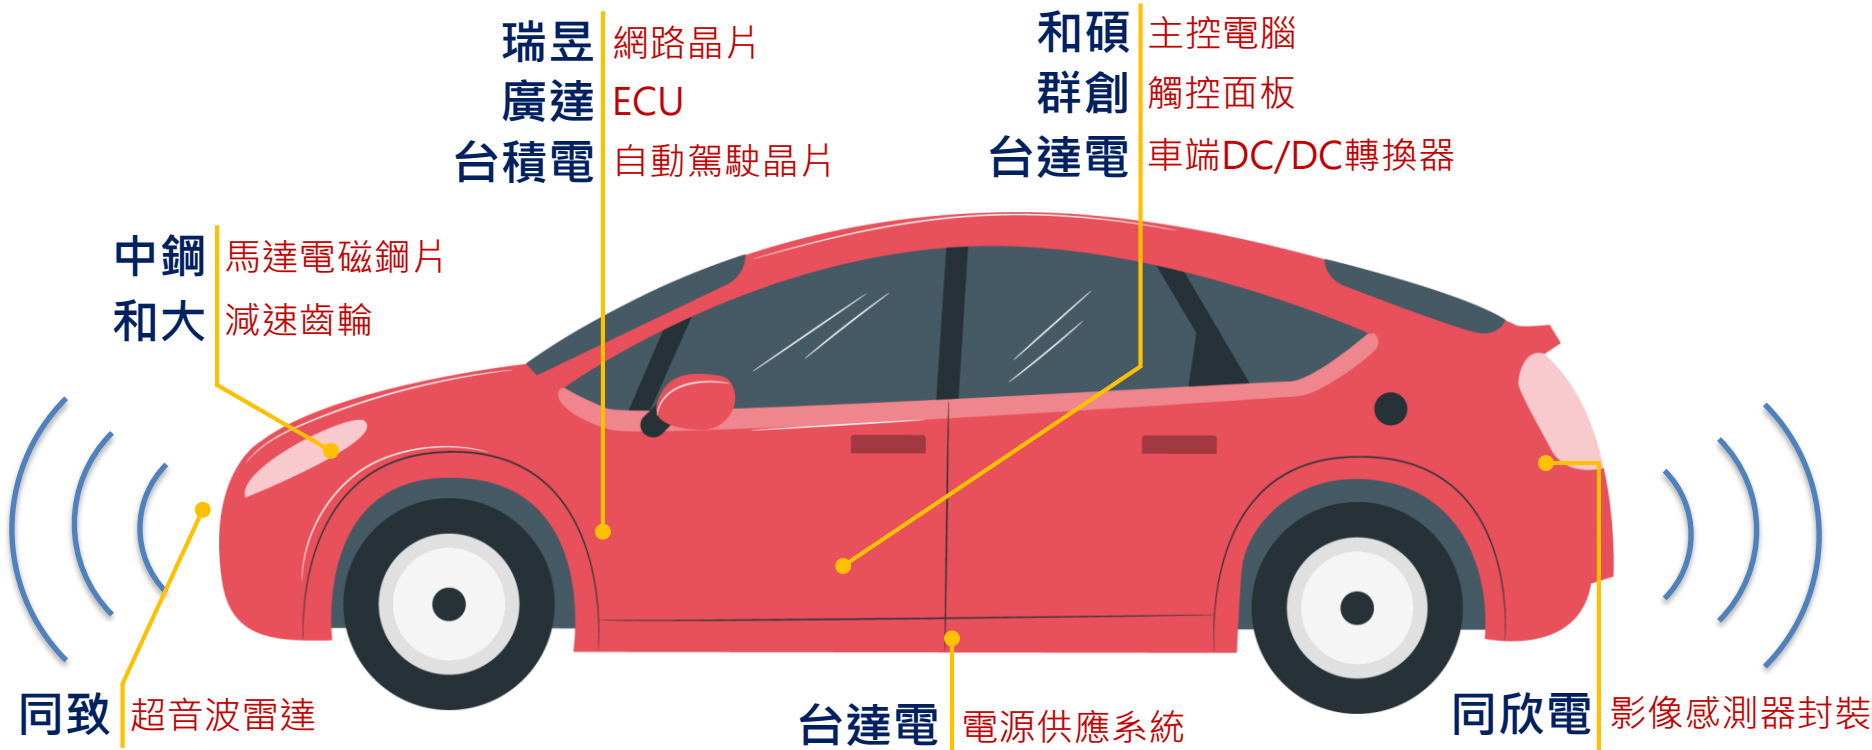 瑞昱 網路晶片
廣達 ECU
台積電 自動駕駛晶片
和碩 主控電腦
群創 觸控面板
台達電 車端DC/DC轉換器
中鋼 馬達電磁鋼片
和大 減速齒輪
同致 超音波雷達
台達電 電源供應系統
同欣電 影像感測器封裝